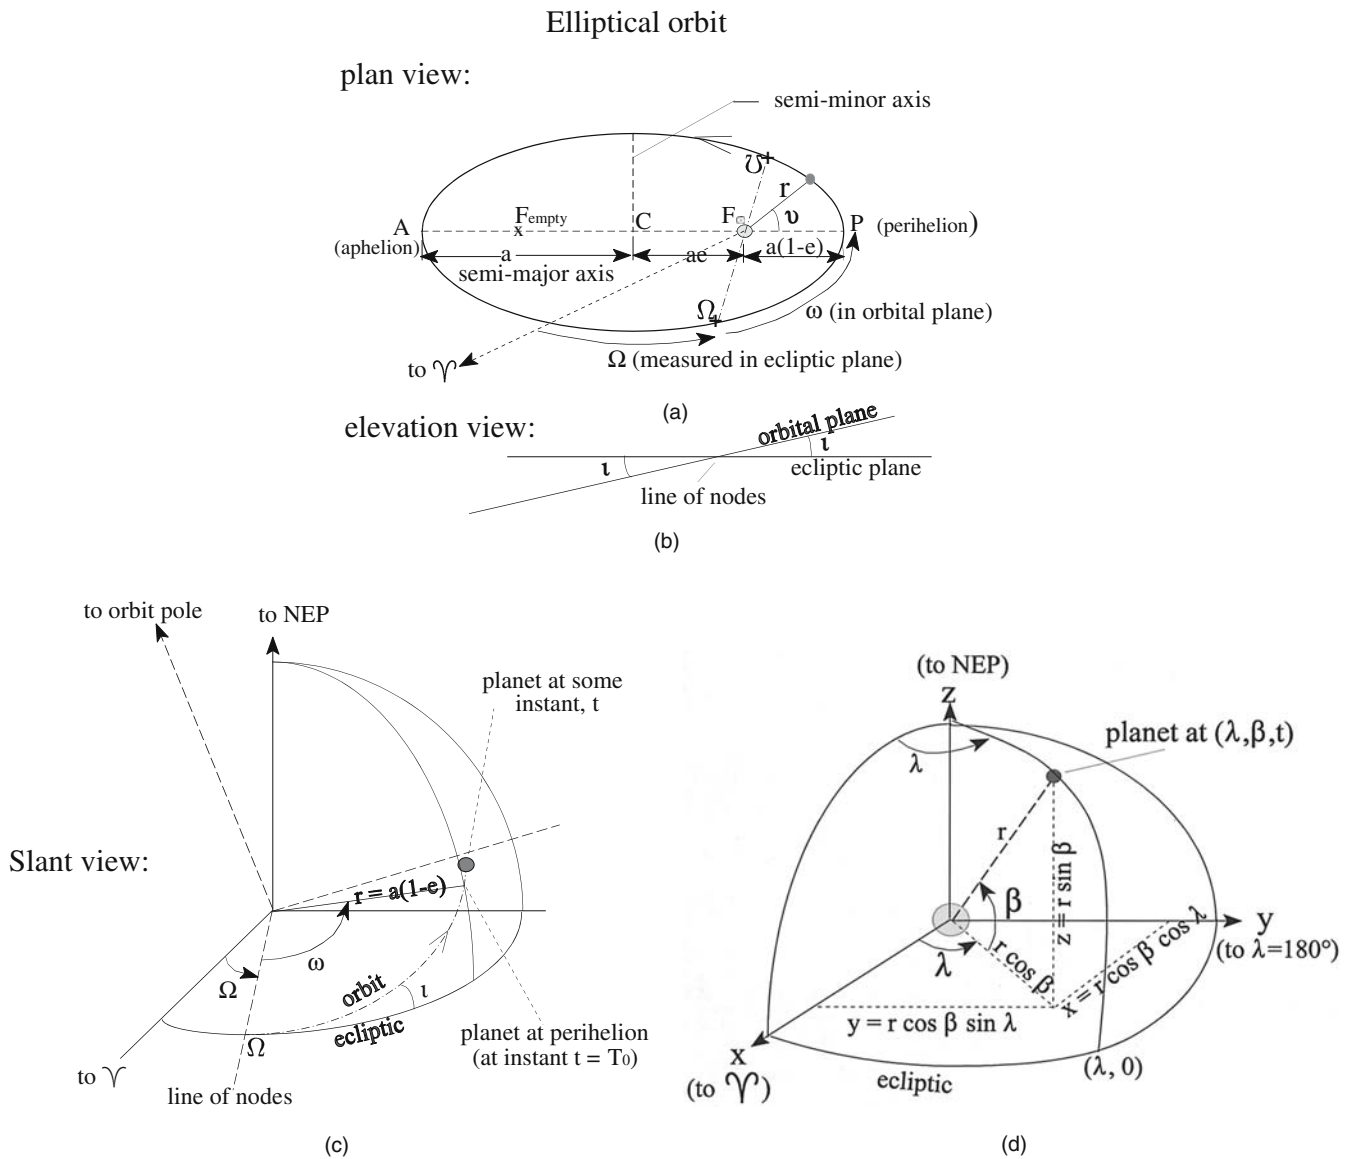 Elliptical orbit
plan view:
semi-minor axis
℧
r
A
F empty
x
C
F
υ
P (perihelion)
(aphelion)
a
ae
a(1-e)
semi-major axis
Ω
ω (in orbital plane)
Ω (measured in ecliptic plane)
to ♈
(a)
elevation view:
orbital plane
ι
ι
ecliptic plane
line of nodes
(b)
to orbit pole
to NEP
planet at some
instant, t
Slant view:
r = a(1-e)
ω
Ω
orbit
ι
ecliptic
Ω
planet at perihelion
(at instant t = T0)
to ♈
line of nodes
(c)
(to NEP)
z
planet at (λ,β,t)
λ
r
z = r sin β
β
λ
r cos β
x = r cos β cos λ
y
(to λ=180°)
y = r cos β sin λ
x
(to ♈)
ecliptic
(λ, 0)
(d)